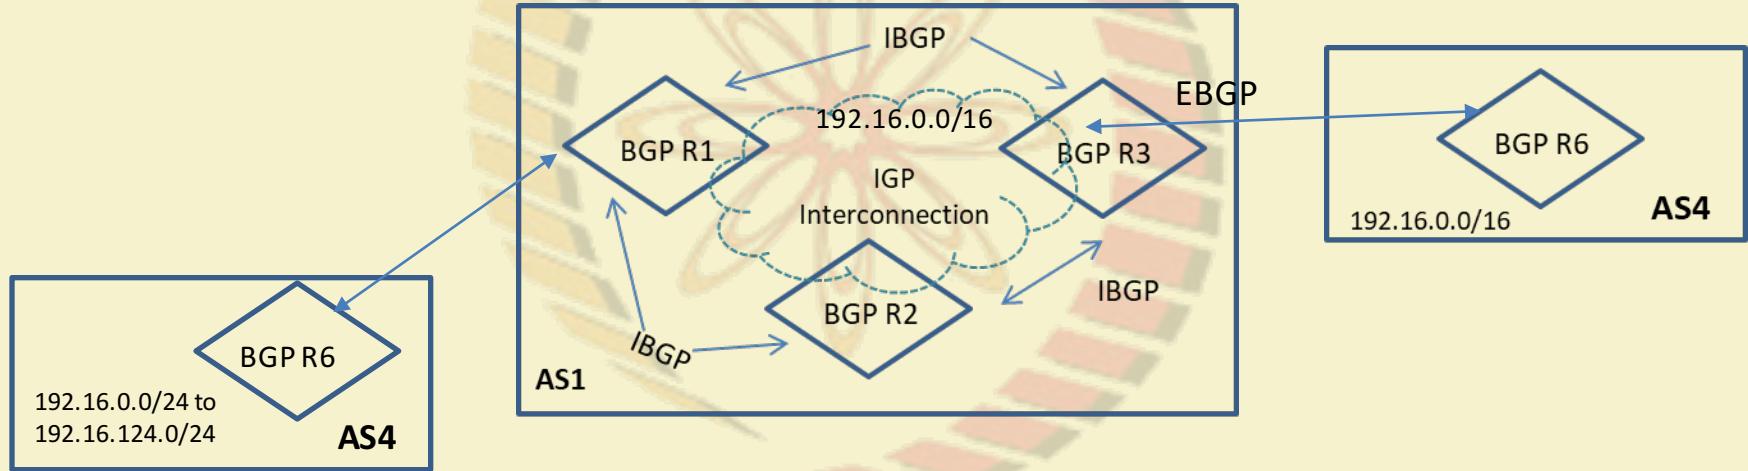 IBGP
EBGP
192.16.0.0/16
BGP R1
BGP R3
BGP R6
IGP
Interconnection
192.16.0.0/16
AS4
IBGP
BGP R2
IBGP
BGP R6
AS1
192.16.0.0/24 to
192.16.124.0/24
AS4